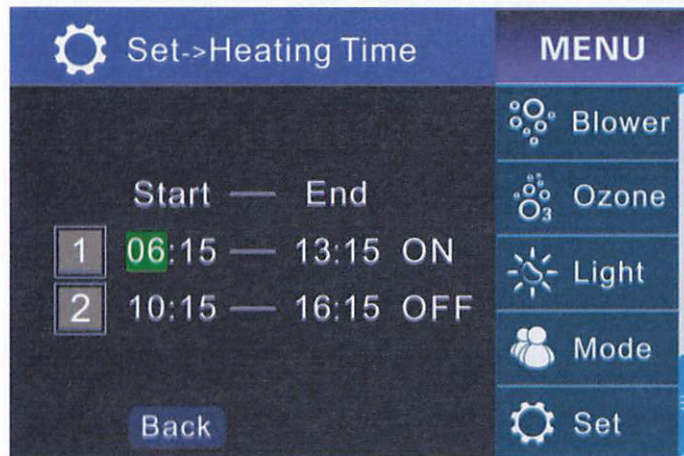 Set->Heating Time
MENU
Blower
Ozone
Light
Mode
Set
Start — End
1 06:15 — 13:15 ON
2 10:15 — 16:15 OFF
Back
O3